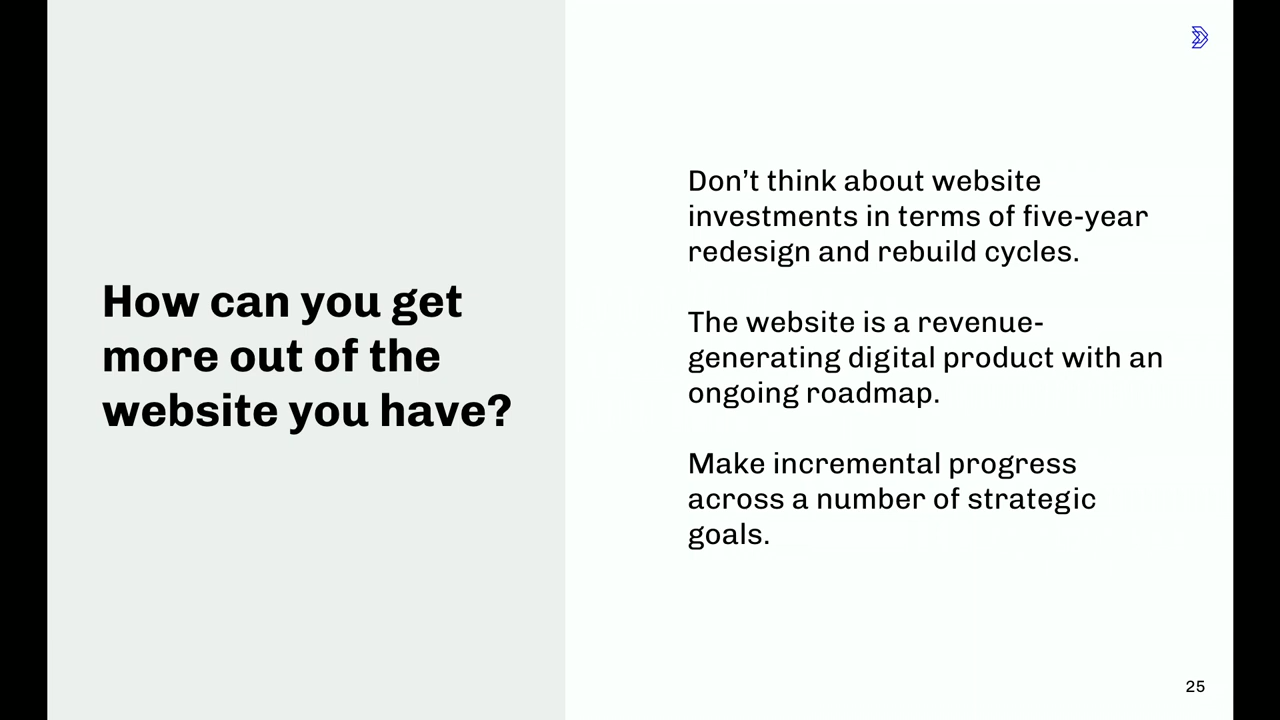 How can you get
more out of the
website you have?
Don’t think about website
investments in terms of five-year
redesign and rebuild cycles.
The website is a revenue-
generating digital product with an
ongoing roadmap.
Make incremental progress
across a number of strategic
goals.
25